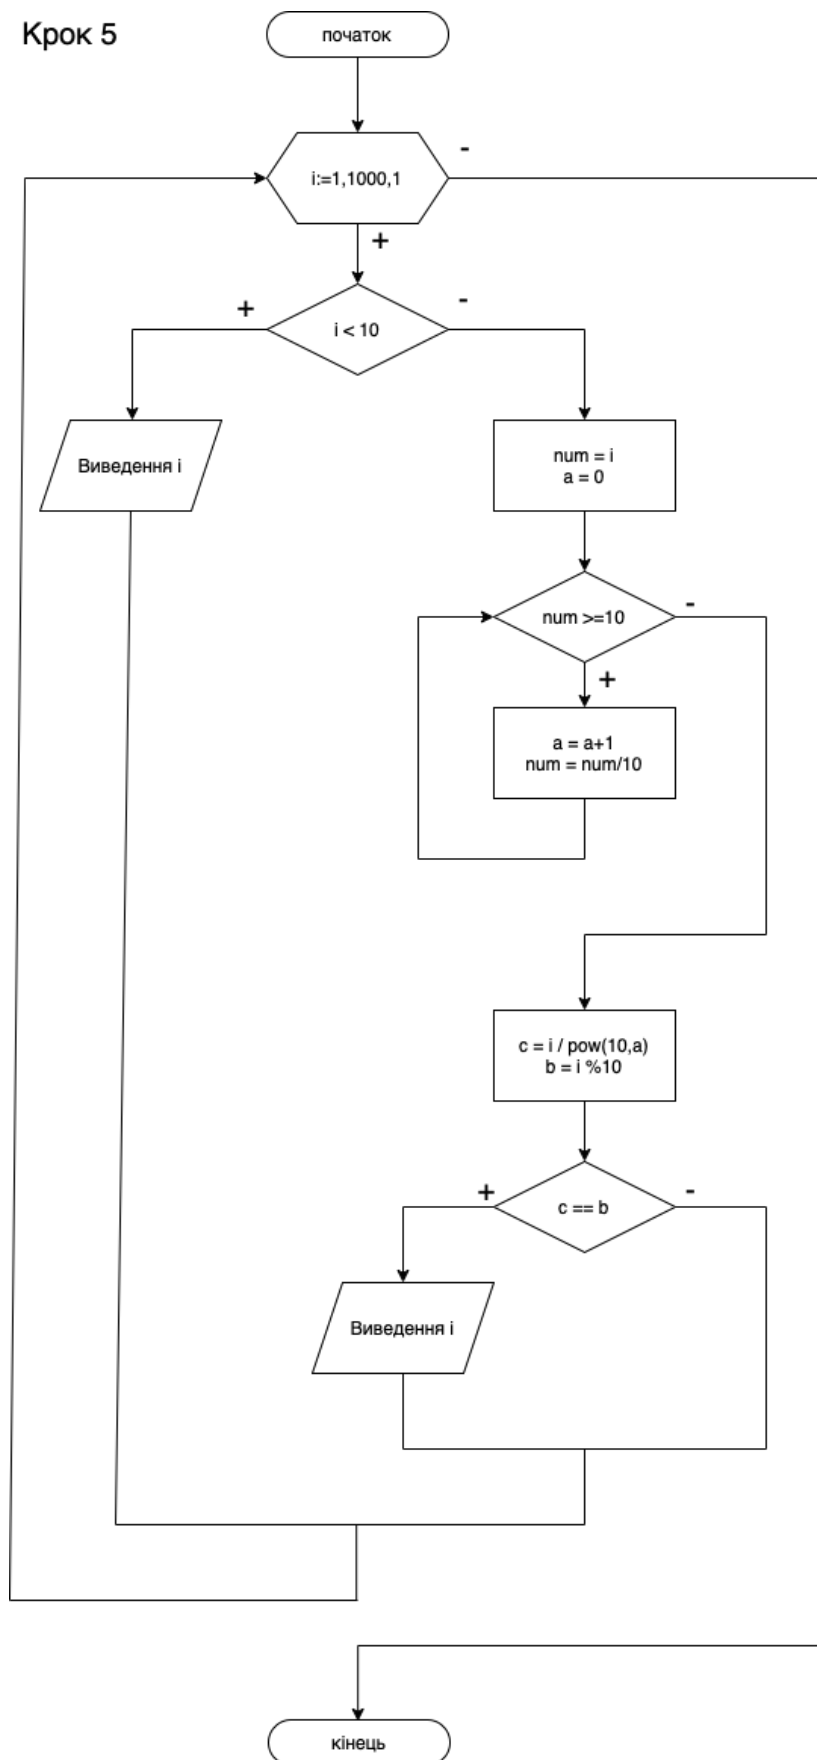 Крок 5
початок
i:=1,1000,1
-
+
+
i < 10
-
Виведення i
num = i
a = 0
num >=10
-
+
a = a+1
num = num/10
c = i / pow(10,a)
b = i %10
+
c == b
-
Виведення i
кінець